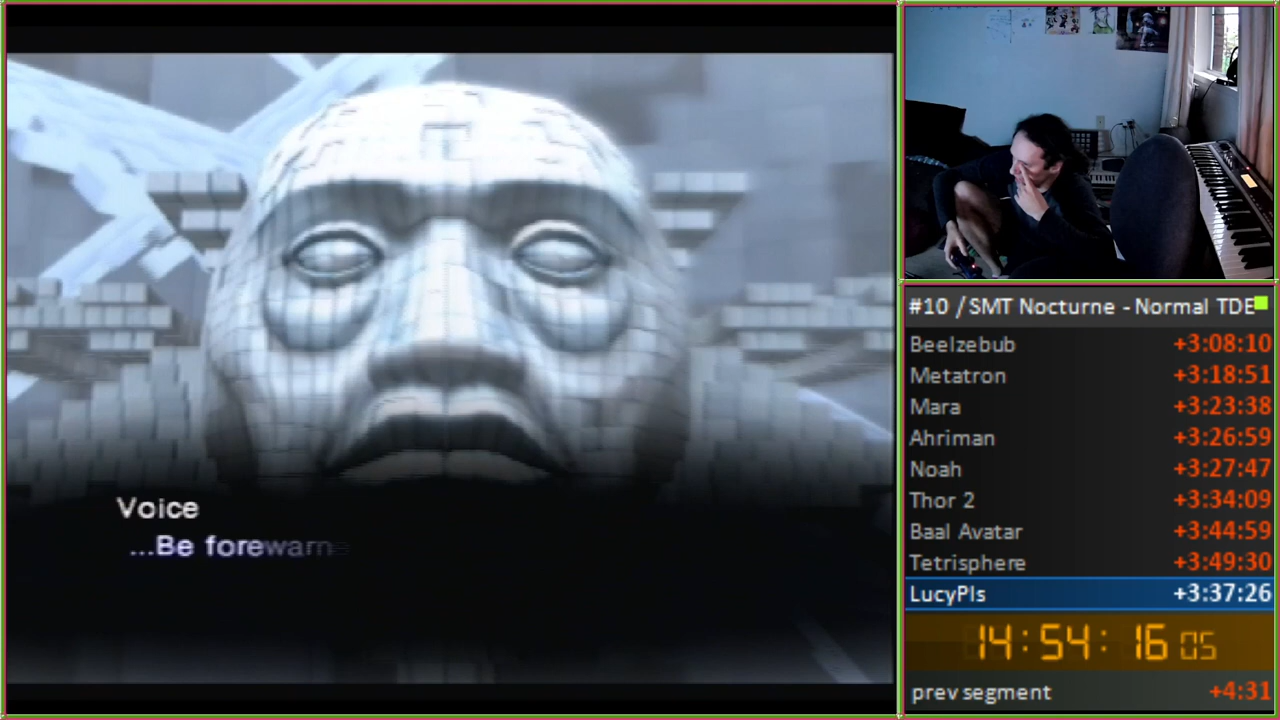 Voice
...Be forewarn
#10 / SMT Nocturne - Normal TDE
Beelzebub +3:08:10
Metatron +3:18:51
Mara +3:23:38
Ahriman +3:26:59
Noah +3:27:47
Thor 2 +3:34:09
Baal Avatar +3:44:59
Tetrisphere +3:49:30
LucyPls +3:37:26
14:54:16 05
prev segment +4:31